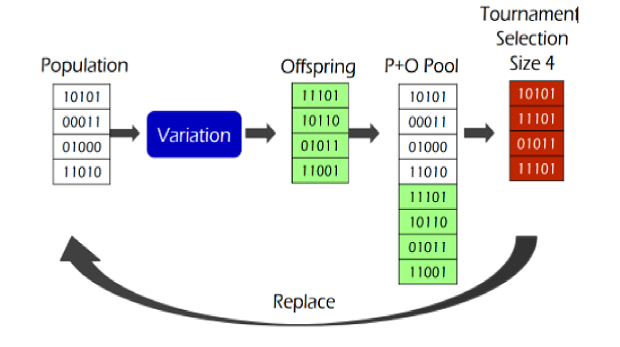 Tournament
Selection
Size 4
Population
Offspring
P+O Pool
10101
00011
01000
11010
Variation
11101
10110
01011
11001
10101
00011
01000
11010
11101
10110
01011
11001
10101
11101
01011
11101
Replace